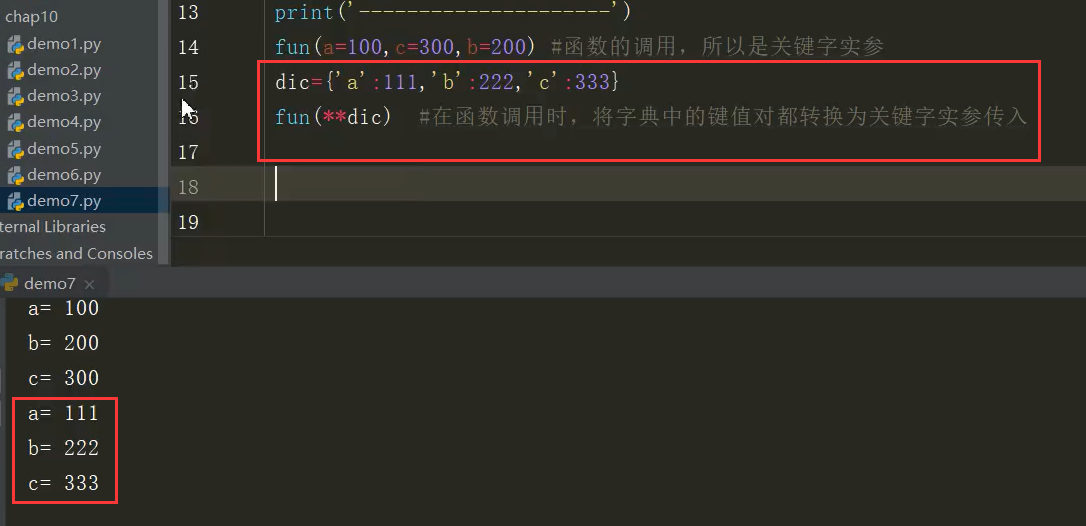 chap10
demo1.py
demo2.py
demo3.py
demo4.py
demo5.py
demo6.py
demo7.py
ternal Libraries
ratches and Consoles
13 print('---------------------')
14 fun(a=100,c=300,b=200) #函数的调用，所以是关键字实参
15 dic={'a':111,'b':222,'c':333}
16 fun(**dic) #在函数调用时，将字典中的键值对都转换为关键字实参传入
17
18
19
demo7 ×
a= 100
b= 200
c= 300
a= 111
b= 222
c= 333